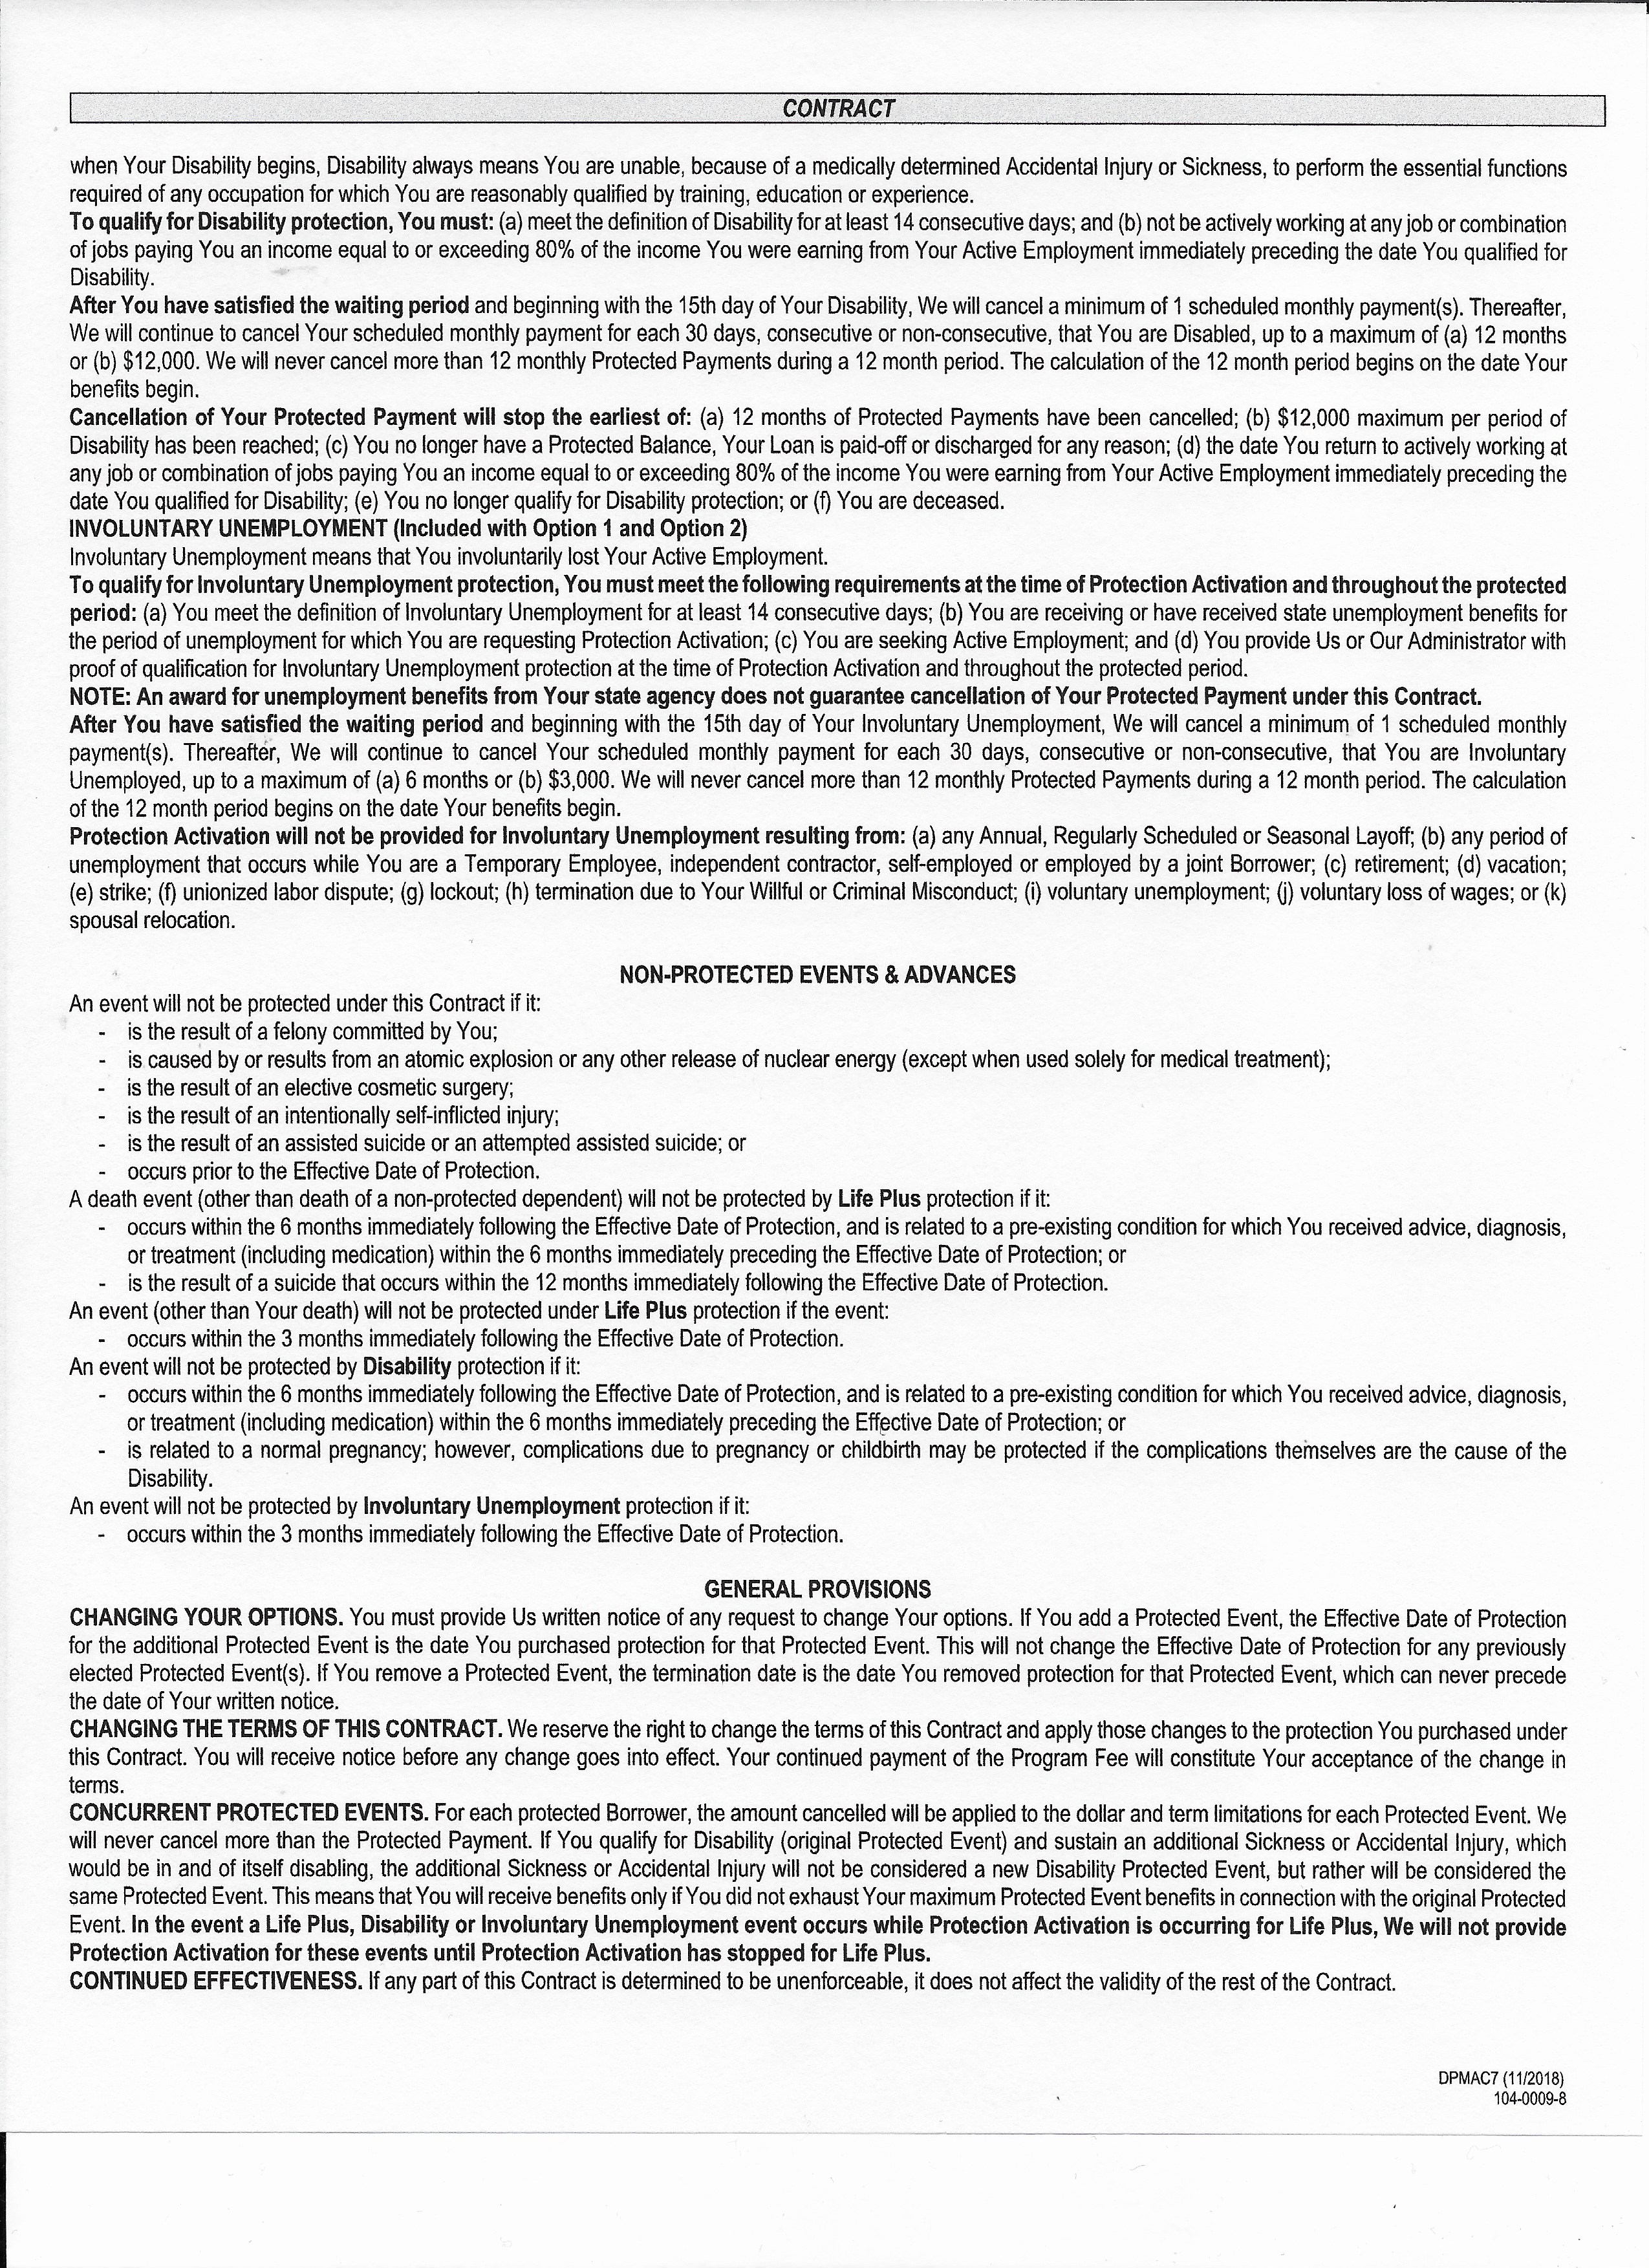 CONTRACT
when Your Disability begins, Disability always means You are unable, because of a medically determined Accidental Injury or Sickness, to perform the essential functions
required of any occupation for which You are reasonably qualified by training, education or experience.
To qualify for Disability protection, You must: (a) meet the definition of Disability for at least 14 consecutive days; and (b) not be actively working at any job or combination
of jobs paying You an income equal to or exceeding 80% of the income You were earning from Your Active Employment immediately preceding the date You qualified for
Disability.
After You have satisfied the waiting period and beginning with the 15th day of Your Disability, We will cancel a minimum of 1 scheduled monthly payment(s). Thereafter,
We will continue to cancel Your scheduled monthly payment for each 30 days, consecutive or non-consecutive, that You are Disabled, up to a maximum of (a) 12 months
or (b) $12,000. We will never cancel more than 12 monthly Protected Payments during a 12 month period. The calculation of the 12 month period begins on the date Your
benefits begin.
Cancellation of Your Protected Payment will stop the earliest of: (a) 12 months of Protected Payments have been cancelled; (b) $12,000 maximum per period of
Disability has been reached; (c) You no longer have a Protected Balance, Your Loan is paid-off or discharged for any reason; (d) the date You return to actively working at
any job or combination of jobs paying You an income equal to or exceeding 80% of the income You were earning from Your Active Employment immediately preceding the
date You qualified for Disability; (e) You no longer qualify for Disability protection; or (f) You are deceased.
INVOLUNTARY UNEMPLOYMENT (Included with Option 1 and Option 2)
Involuntary Unemployment means that You involuntarily lost Your Active Employment.
To qualify for Involuntary Unemployment protection, You must meet the following requirements at the time of Protection Activation and throughout the protected
period: (a) You meet the definition of Involuntary Unemployment for at least 14 consecutive days; (b) You are receiving or have received state unemployment benefits for
the period of unemployment for which You are requesting Protection Activation; (c) You are seeking Active Employment; and (d) You provide Us or Our Administrator with
proof of qualification for Involuntary Unemployment protection at the time of Protection Activation and throughout the protected period.
NOTE: An award for unemployment benefits from Your state agency does not guarantee cancellation of Your Protected Payment under this Contract.
After You have satisfied the waiting period and beginning with the 15th day of Your Involuntary Unemployment, We will cancel a minimum of 1 scheduled monthly
payment(s). Thereafter, We will continue to cancel Your scheduled monthly payment for each 30 days, consecutive or non-consecutive, that You are Involuntary
Unemployed, up to a maximum of (a) 6 months or (b) $3,000. We will never cancel more than 12 monthly Protected Payments during a 12 month period. The calculation
of the 12 month period begins on the date Your benefits begin.
Protection Activation will not be provided for Involuntary Unemployment resulting from: (a) any Annual, Regularly Scheduled or Seasonal Layoff; (b) any period of
unemployment that occurs while You are a Temporary Employee, independent contractor, self-employed or employed by a joint Borrower; (c) retirement; (d) vacation;
(e) strike; (f) unionized labor dispute; (g) lockout; (h) termination due to Your Willful or Criminal Misconduct; (i) voluntary unemployment; (j) voluntary loss of wages; or (k)
spousal relocation.
NON-PROTECTED EVENTS & ADVANCES
An event will not be protected under this Contract if it:
- is the result of a felony committed by You;
- is caused by or results from an atomic explosion or any other release of nuclear energy (except when used solely for medical treatment);
- is the result of an elective cosmetic surgery;
- is the result of an intentionally self-inflicted injury;
- is the result of an assisted suicide or an attempted assisted suicide; or
- occurs prior to the Effective Date of Protection.
A death event (other than death of a non-protected dependent) will not be protected by Life Plus protection if it:
- occurs within the 6 months immediately following the Effective Date of Protection, and is related to a pre-existing condition for which You received advice, diagnosis,
or treatment (including medication) within the 6 months immediately preceding the Effective Date of Protection; or
- is the result of a suicide that occurs within the 12 months immediately following the Effective Date of Protection.
An event (other than Your death) will not be protected under Life Plus protection if the event:
- occurs within the 3 months immediately following the Effective Date of Protection.
An event will not be protected by Disability protection if it:
- occurs within the 6 months immediately following the Effective Date of Protection, and is related to a pre-existing condition for which You received advice, diagnosis,
or treatment (including medication) within the 6 months immediately preceding the Effective Date of Protection; or
- is related to a normal pregnancy; however, complications due to pregnancy or childbirth may be protected if the complications themselves are the cause of the
Disability.
An event will not be protected by Involuntary Unemployment protection if it:
- occurs within the 3 months immediately following the Effective Date of Protection.
GENERAL PROVISIONS
CHANGING YOUR OPTIONS. You must provide Us written notice of any request to change Your options. If You add a Protected Event, the Effective Date of Protection
for the additional Protected Event is the date You purchased protection for that Protected Event. This will not change the Effective Date of Protection for any previously
elected Protected Event(s). If You remove a Protected Event, the termination date is the date You removed protection for that Protected Event, which can never precede
the date of Your written notice.
CHANGING THE TERMS OF THIS CONTRACT. We reserve the right to change the terms of this Contract and apply those changes to the protection You purchased under
this Contract. You will receive notice before any change goes into effect. Your continued payment of the Program Fee will constitute Your acceptance of the change in
terms.
CONCURRENT PROTECTED EVENTS. For each protected Borrower, the amount cancelled will be applied to the dollar and term limitations for each Protected Event. We
will never cancel more than the Protected Payment. If You qualify for Disability (original Protected Event) and sustain an additional Sickness or Accidental Injury, which
would be in and of itself disabling, the additional Sickness or Accidental Injury will not be considered a new Disability Protected Event, but rather will be considered the
same Protected Event. This means that You will receive benefits only if You did not exhaust Your maximum Protected Event benefits in connection with the original Protected
Event. In the event a Life Plus, Disability or Involuntary Unemployment event occurs while Protection Activation is occurring for Life Plus, We will not provide
Protection Activation for these events until Protection Activation has stopped for Life Plus.
CONTINUED EFFECTIVENESS. If any part of this Contract is determined to be unenforceable, it does not affect the validity of the rest of the Contract.
DPMAC7 (11/2018)
104-0009-8